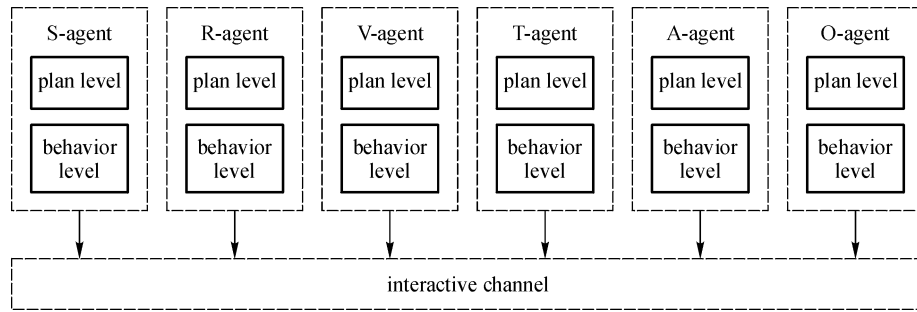 S-agent
plan level
behavior
level
R-agent
plan level
behavior
level
V-agent
plan level
behavior
level
T-agent
plan level
behavior
level
A-agent
plan level
behavior
level
O-agent
plan level
behavior
level
interactive channel